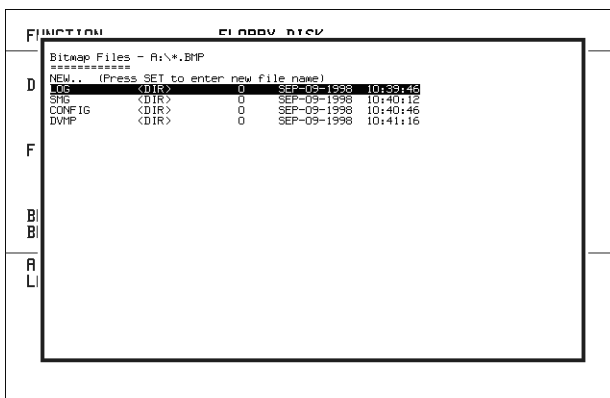 FUNCTION FLOPPY DISK
Bitmap Files - A:\*.BMP
============
NEW.. (Press SET to enter new file name)
LOG <DIR> 0 SEP-09-1998 10:39:46
SMG <DIR> 0 SEP-09-1998 10:40:12
CONFIG <DIR> 0 SEP-09-1998 10:40:46
DVMP <DIR> 0 SEP-09-1998 10:41:16